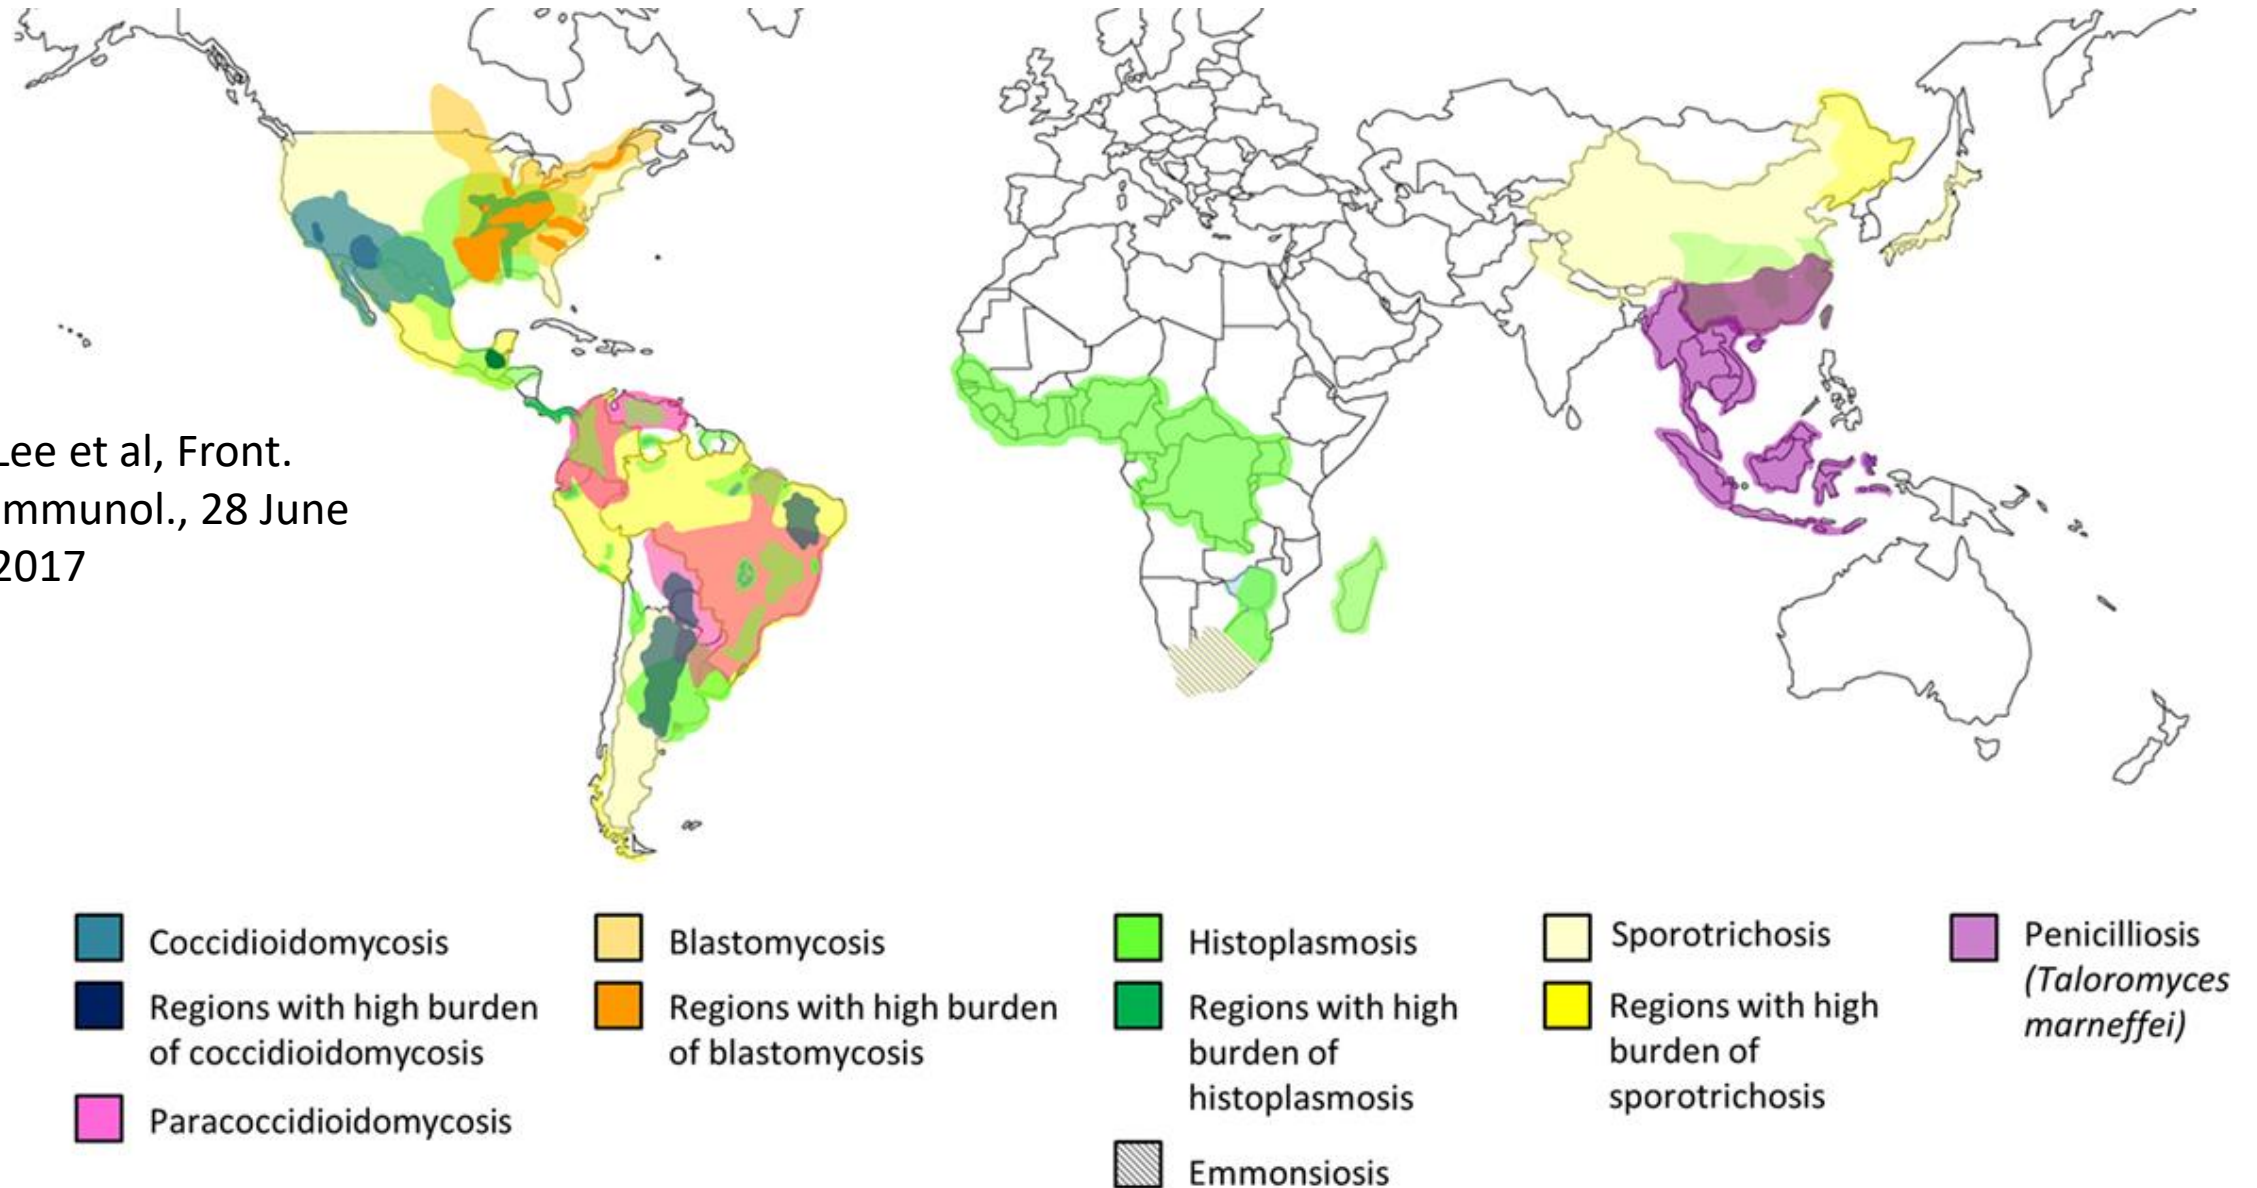 Lee et al, Front.
Immunol., 28 June
2017
Coccidioidomycosis
Regions with high burden
of coccidioidomycosis
Paracoccidioidomycosis
Blastomycosis
Regions with high burden
of blastomycosis
Histoplasmosis
Regions with high
burden of
histoplasmosis
Emmonsiosis
Sporotrichosis
Regions with high
burden of
sporotrichosis
Penicilliosis
(Taloromyces
marneffei)